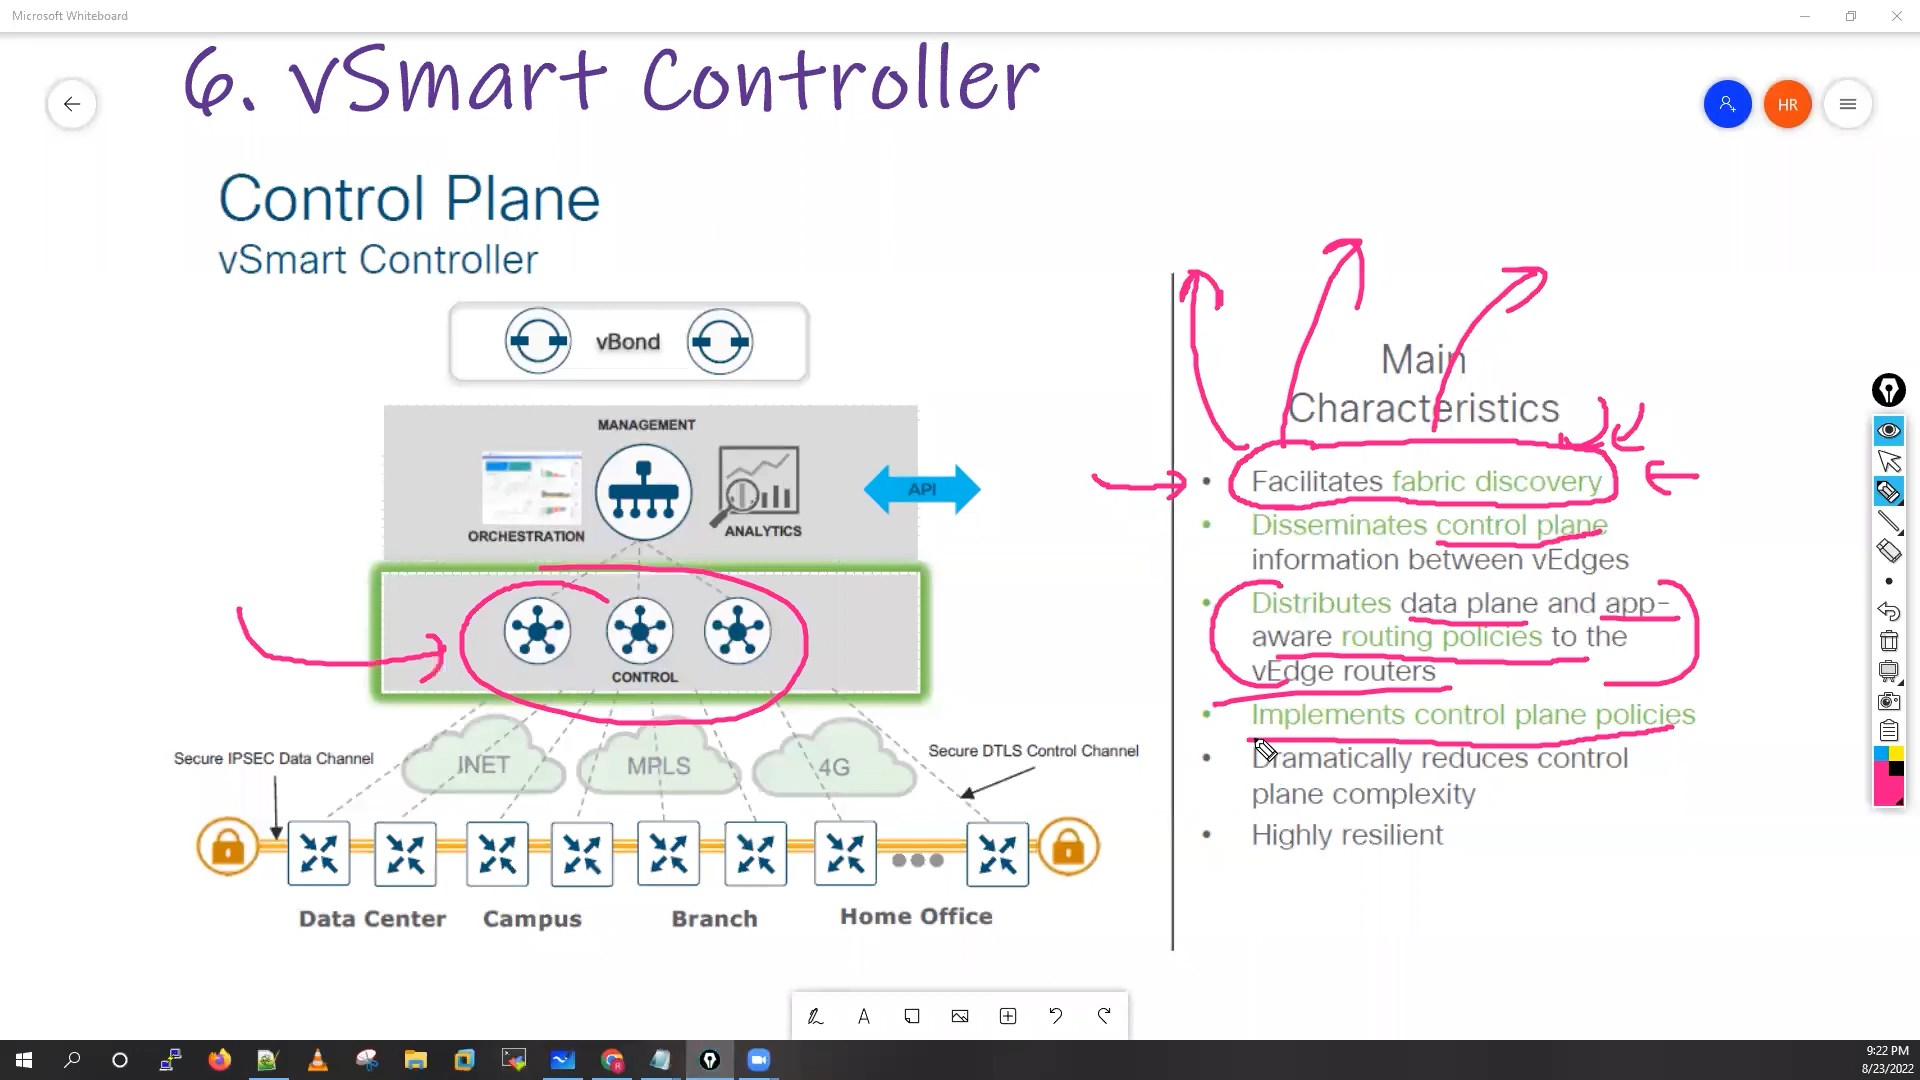 Microsoft Whiteboard
6. vSmart Controller
HR
Control Plane
vSmart Controller
vBond
MANAGEMENT
ORCHESTRATION
ANALYTICS
API
CONTROL
Secure IPSEC Data Channel
INET
MPLS
4G
Secure DTLS Control Channel
Data Center
Campus
Branch
Home Office
Main
Characteristics
• Facilitates fabric discovery
• Disseminates control plane
information between vEdges
• Distributes data plane and app-
aware routing policies to the
vEdge routers
• Implements control plane policies
• Dramatically reduces control
plane complexity
• Highly resilient
9:22 PM
8/23/2022